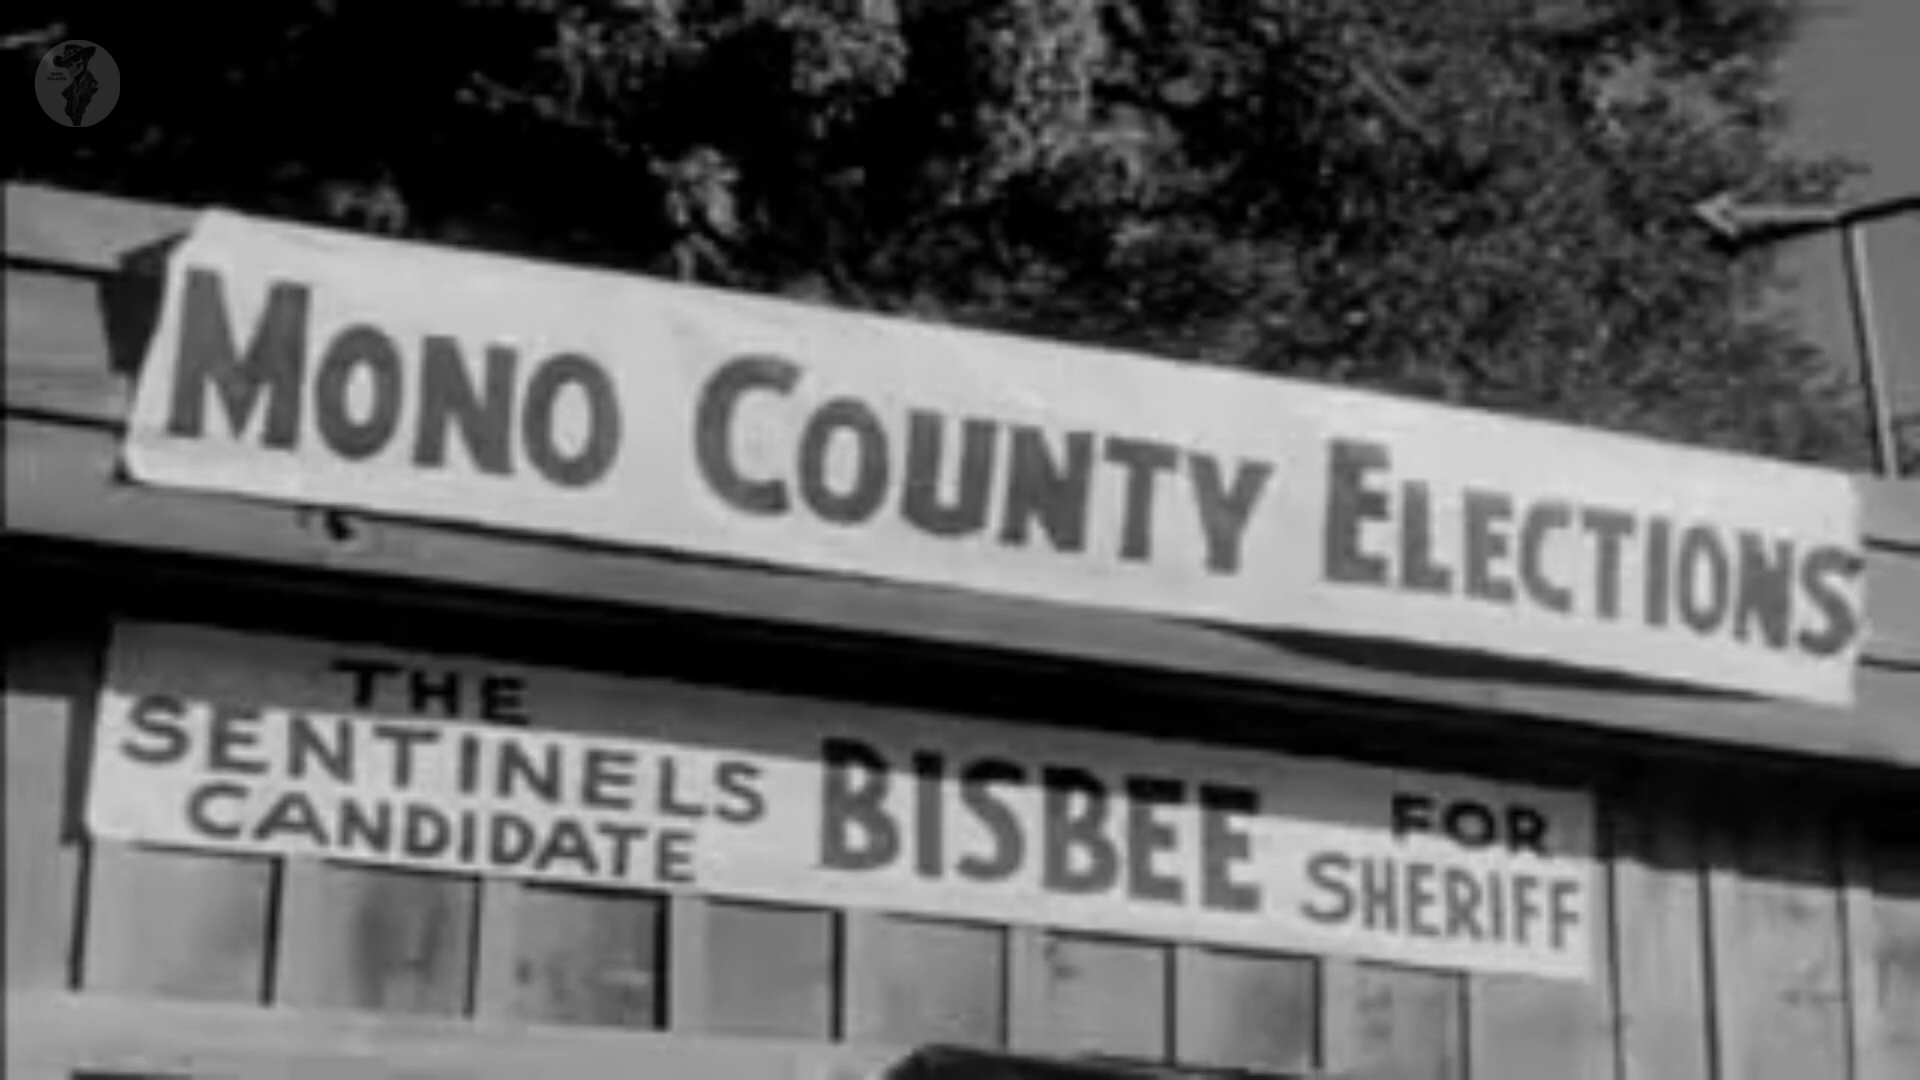 MONO COUNTY ELECTIONS
THE
SENTINELS
CANDIDATE
BISBEE
FOR
SHERIFF